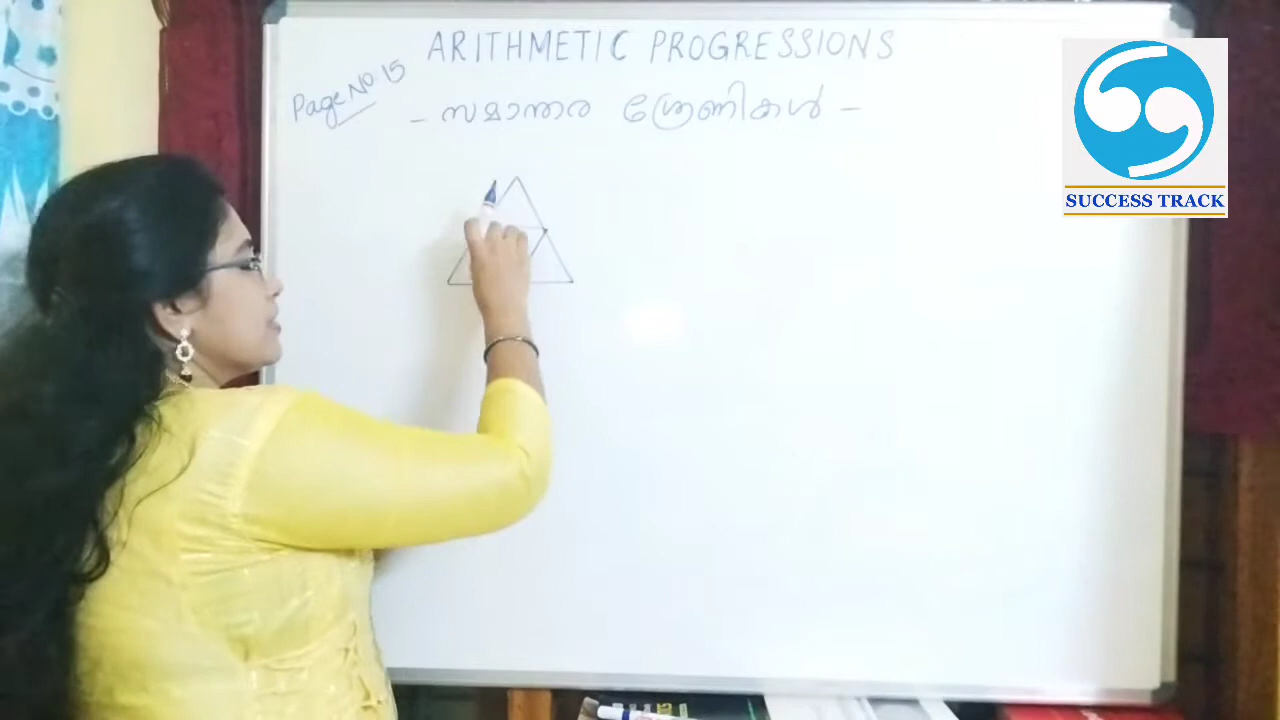 ARITHMETIC PROGRESSIONS
Page No. 15
- സമാന്തര ശ്രേണികൾ -
SUCCESS TRACK